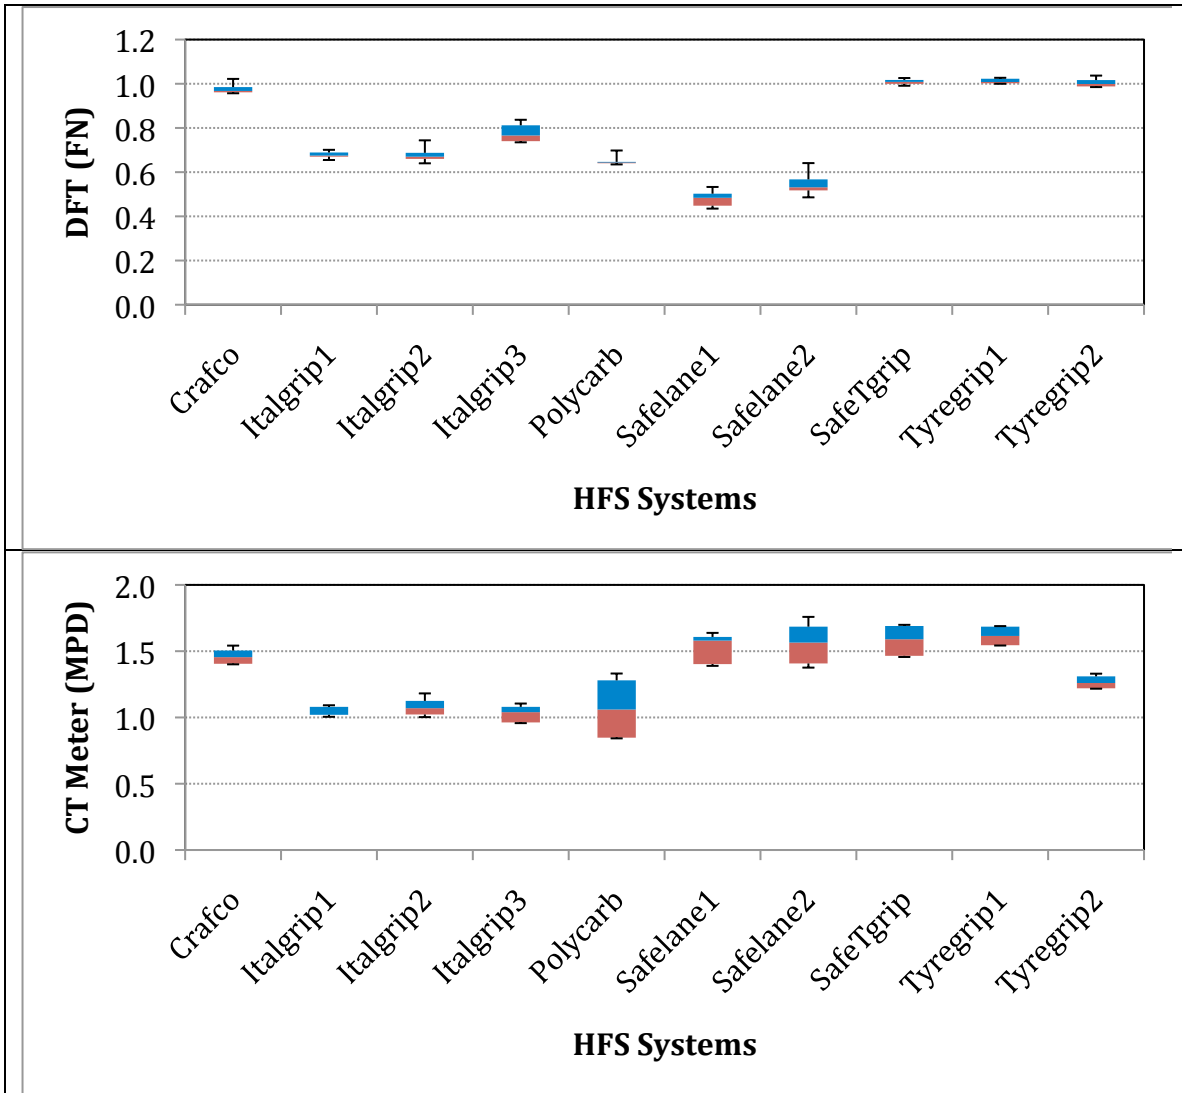 DFT (FN)
1.2
1.0
0.8
0.6
0.4
0.2
0.0
Crafco
Italgrip1
Italgrip2
Italgrip3
Polycarb
Safelane1
Safelane2
SafeTgrip
Tyregrip1
Tyregrip2
HFS Systems
CT Meter (MPD)
2.0
1.5
1.0
0.5
0.0
Crafco
Italgrip1
Italgrip2
Italgrip3
Polycarb
Safelane1
Safelane2
SafeTgrip
Tyregrip1
Tyregrip2
HFS Systems